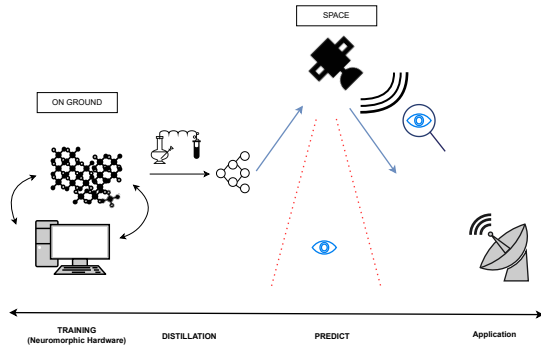 SPACE
ON GROUND
TRAINING
(Neuromorphic Hardware)
DISTILLATION
PREDICT
Application